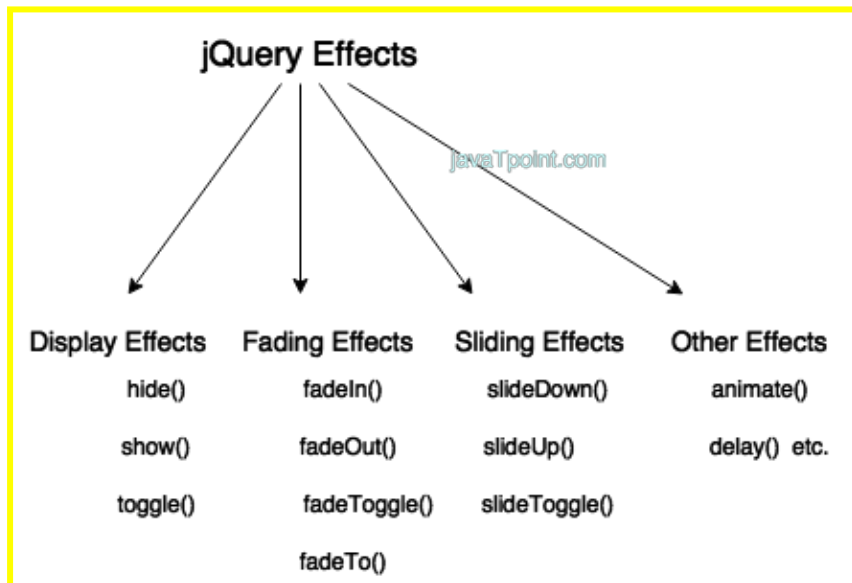 jQuery Effects
javaTpoint.com
Display Effects
hide()
show()
toggle()
Fading Effects
fadeIn()
fadeOut()
fadeToggle()
fadeTo()
Sliding Effects
slideDown()
slideUp()
slideToggle()
Other Effects
animate()
delay() etc.